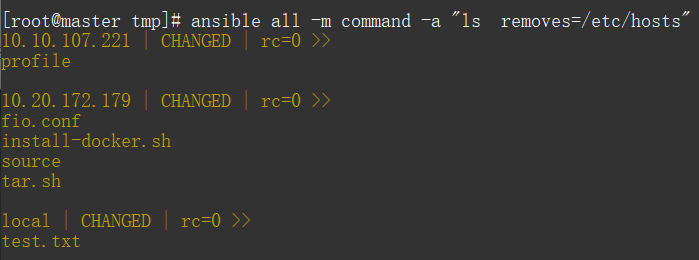 [root@master tmp]# ansible all -m command -a "ls  removes=/etc/hosts"
10.10.107.221 | CHANGED | rc=0 >>
profile
10.20.172.179 | CHANGED | rc=0 >>
fio.conf
install-docker.sh
source
tar.sh
local | CHANGED | rc=0 >>
test.txt